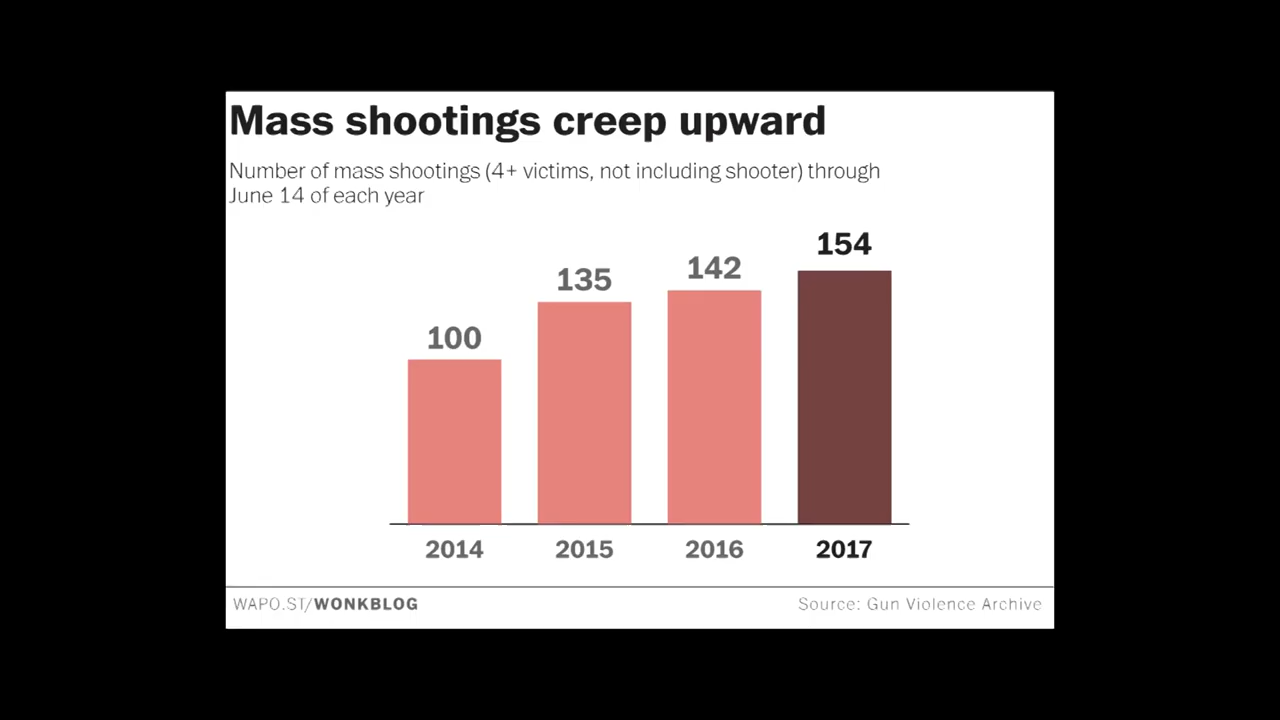 Mass shootings creep upward
Number of mass shootings (4+ victims, not including shooter) through
June 14 of each year
100
135
142
154
2014
2015
2016
2017
WAPO.ST/WONKBLOG
Source: Gun Violence Archive